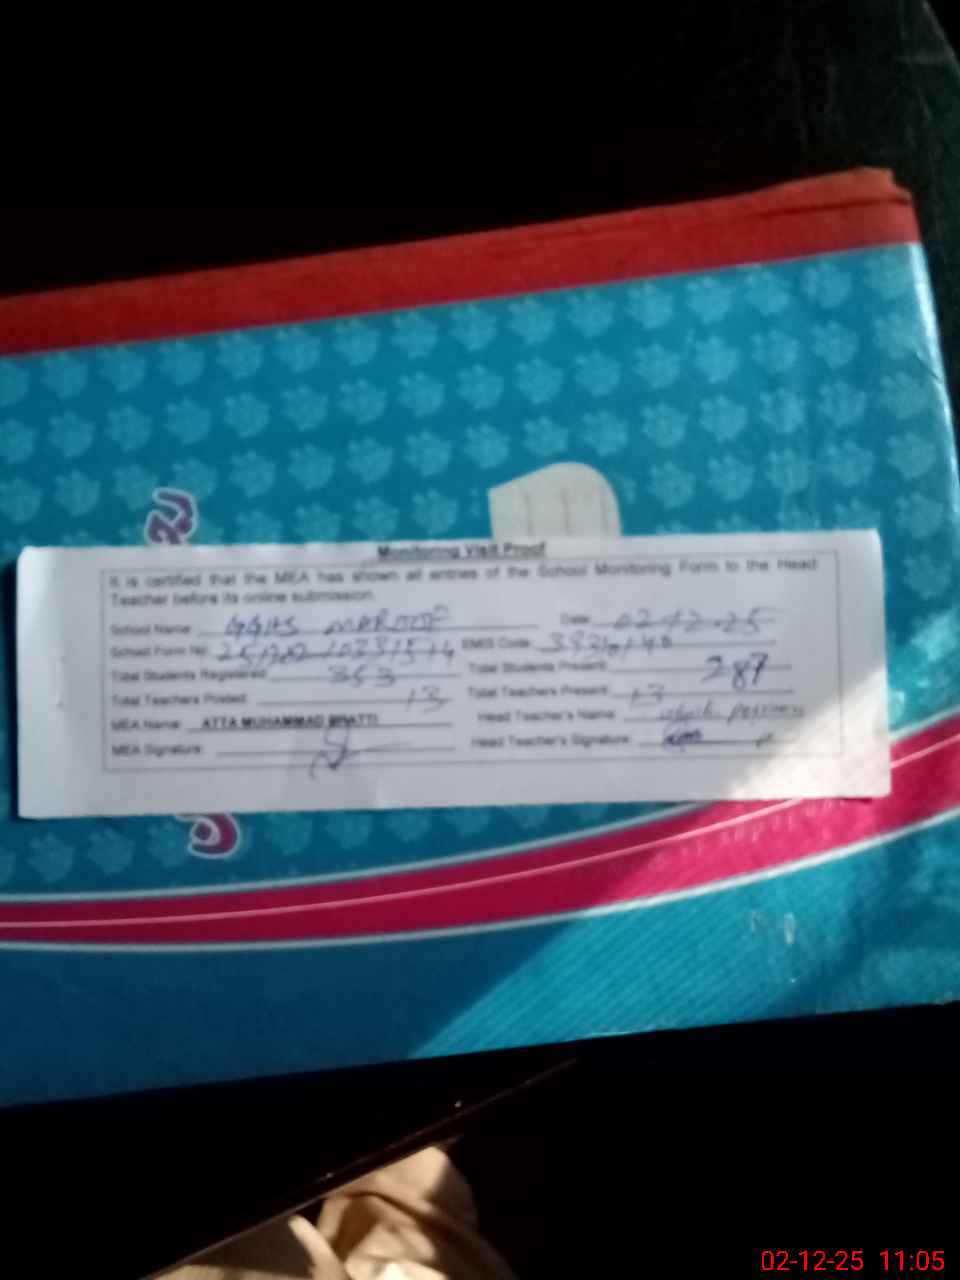 Monitoring Visit Proof
It is certified that the MEA has shown all entries of the School Monitoring Form to the Head
Teacher before its online submission.
School Name: GGHS MAROOF Date: 02-12-25
School Form No: EMIS Code:
Total Students Registered: 353 Total Students Present: 287
Total Teachers Posted: 13 Total Teachers Present: 13
MEA Name: ATTA MUHAMMAD BHATTI Head Teacher's Name:
MEA Signature: Head Teacher's Signature:
02-12-25 11:05